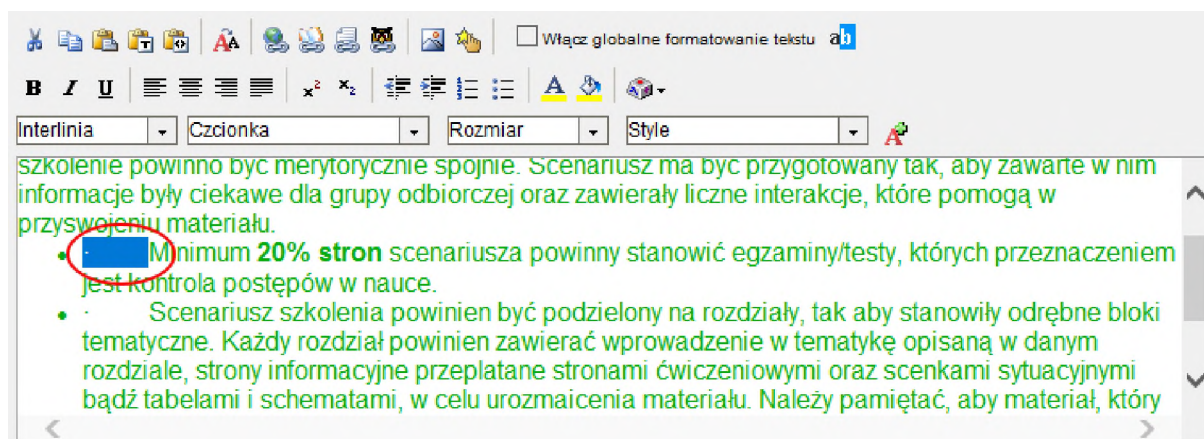 Włącz globalne formatowanie tekstu ab
B I U x² x₂ A
Interlinia Czcionka Rozmiar Style
szkolenie powinno być merytorycznie spójnie. Scenariusz ma być przygotowany tak, aby zawarte w nim
informacje były ciekawe dla grupy odbiorczej oraz zawierały liczne interakcje, które pomogą w
przyswojeniu materiału.
• · Minimum 20% stron scenariusza powinny stanowić egzaminy/testy, których przeznaczeniem
jest kontrola postępów w nauce.
• · Scenariusz szkolenia powinien być podzielony na rozdziały, tak aby stanowiły odrębne bloki
tematyczne. Każdy rozdział powinien zawierać wprowadzenie w tematykę opisaną w danym
rozdziale, strony informacyjne przeplatane stronami ćwiczeniowymi oraz scenkami sytuacyjnymi
bądź tabelami i schematami, w celu urozmaicenia materiału. Należy pamiętać, aby materiał, który